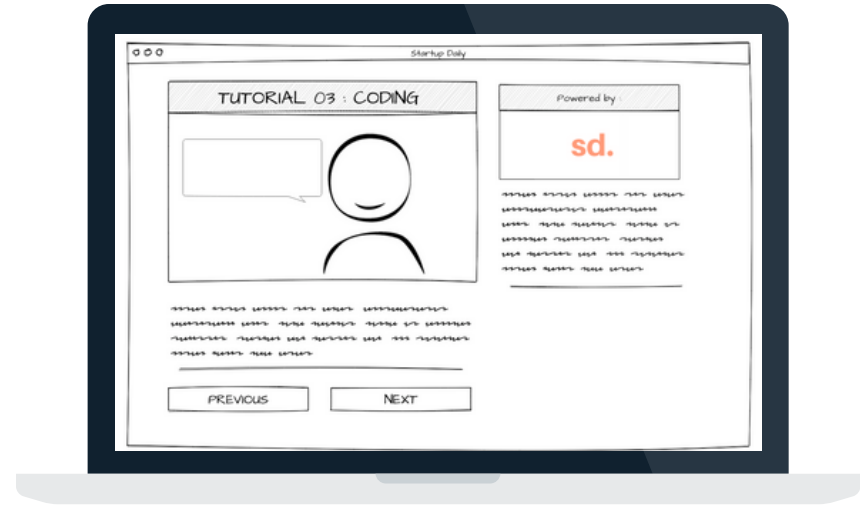 Startup Daily
TUTORIAL 03 : CODING
Powered by :
sd.
PREVIOUS
NEXT